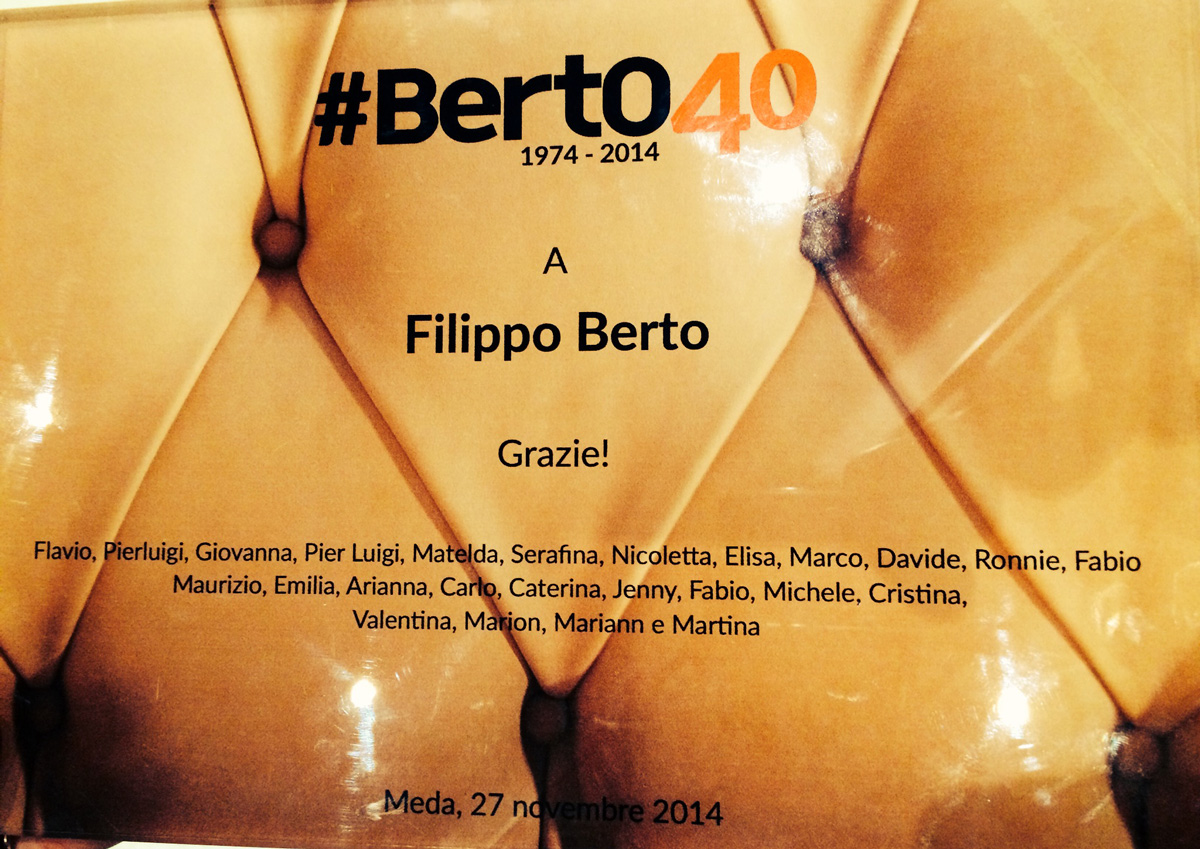 #BertO40
1974 - 2014
A
Filippo Berto
Grazie!
Flavio, Pierluigi, Giovanna, Pier Luigi, Matelda, Serafina, Nicoletta, Elisa, Marco, Davide, Ronnie, Fabio
Maurizio, Emilia, Arianna, Carlo, Caterina, Jenny, Fabio, Michele, Cristina,
Valentina, Marion, Mariann e Martina
Meda, 27 novembre 2014